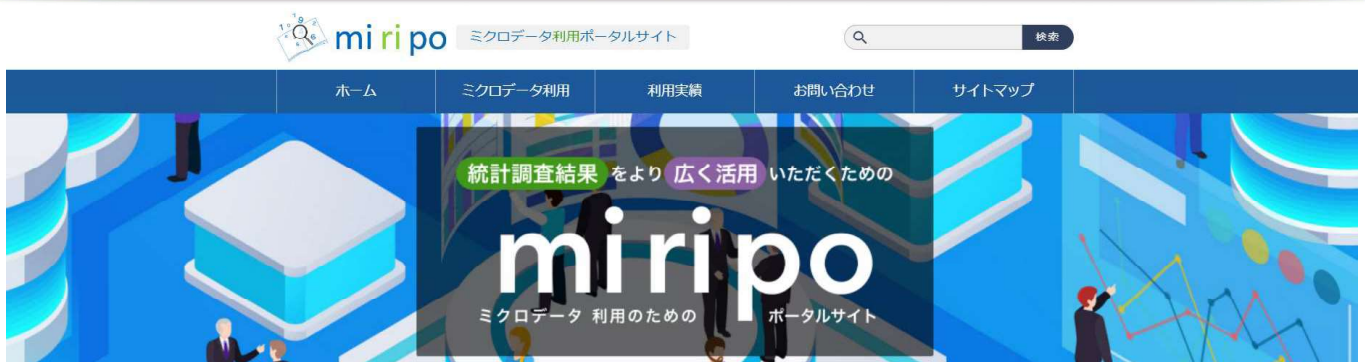 mi ri po ミクロデータ利用ポータルサイト 検索
ホーム ミクロデータ利用 利用実績 お問い合わせ サイトマップ
統計調査結果 をより 広く活用 いただくための
miripo
ミクロデータ 利用のための ポータルサイト